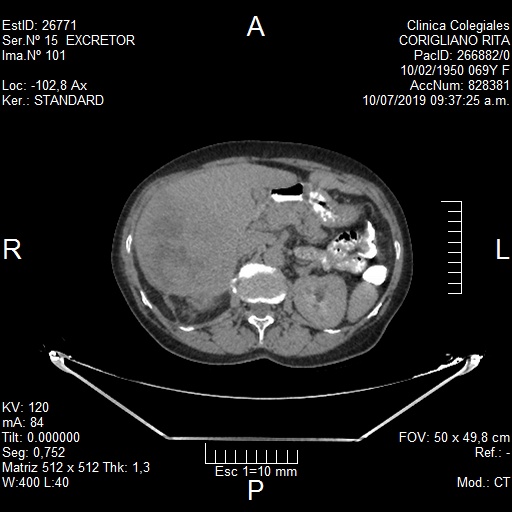 EstID: 26771
Ser.Nº 15  EXCRETOR
Ima.Nº 101
Loc: -102,8 Ax
Ker.: STANDARD
A
Clinica Colegiales
CORIGLIANO RITA
PacID: 266882/0
10/02/1950 069Y F
AccNum: 828381
10/07/2019 09:37:25 a.m.
R
L
KV: 120
mA: 84
Tilt: 0.000000
Seg: 0,752
Matriz 512 x 512 Thk: 1,3
W:400 L:40
Esc 1=10 mm
P
FOV: 50 x 49,8 cm
Ref.: -
Mod.: CT